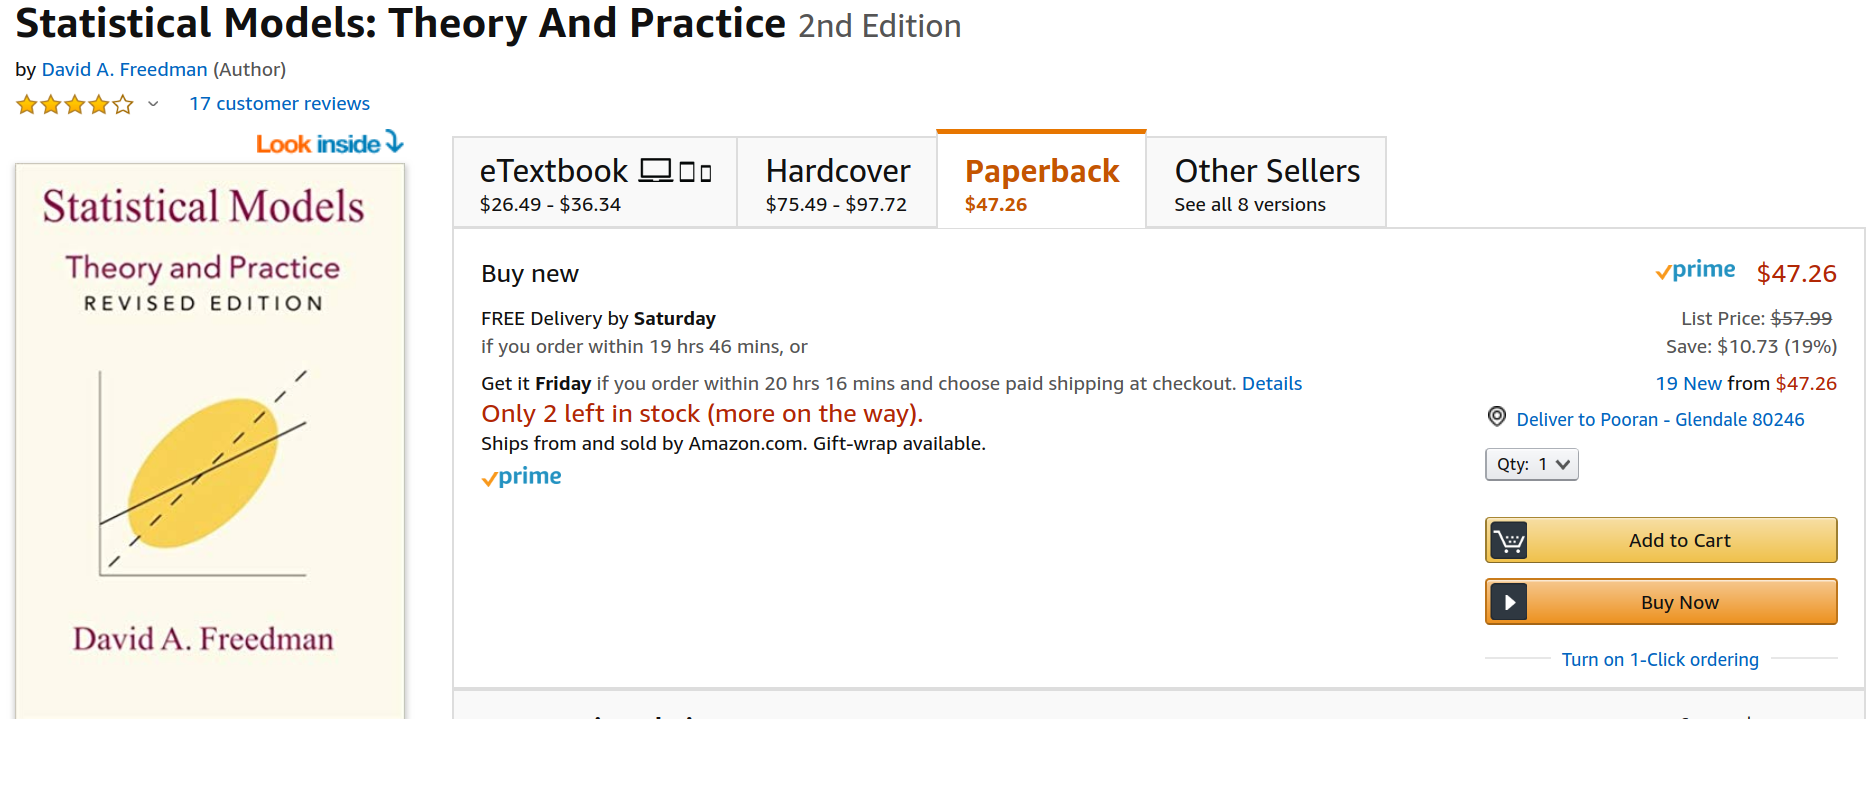 Statistical Models: Theory And Practice 2nd Edition
by David A. Freedman (Author)
17 customer reviews
Look inside
Statistical Models
Theory and Practice
REVISED EDITION
David A. Freedman
eTextbook
$26.49 - $36.34
Hardcover
$75.49 - $97.72
Paperback
$47.26
Other Sellers
See all 8 versions
Buy new
prime $47.26
FREE Delivery by Saturday
if you order within 19 hrs 46 mins, or
List Price: $57.99
Save: $10.73 (19%)
Get it Friday if you order within 20 hrs 16 mins and choose paid shipping at checkout. Details
19 New from $47.26
Only 2 left in stock (more on the way).
Ships from and sold by Amazon.com. Gift-wrap available.
prime
Deliver to Pooran - Glendale 80246
Qty: 1
Add to Cart
Buy Now
Turn on 1-Click ordering